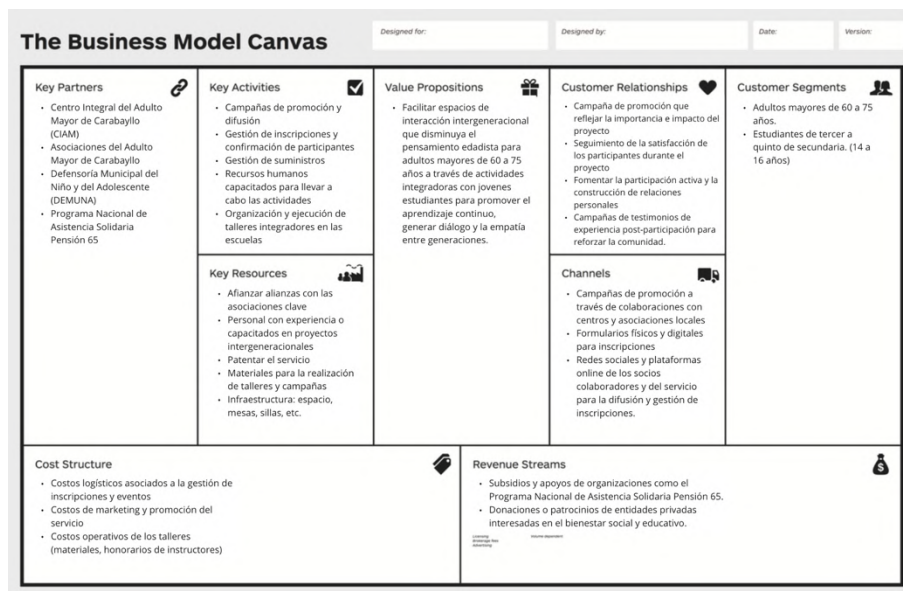 The Business Model Canvas
Designed for:
Designed by:
Date:
Version:
Key Partners
• Centro Integral del Adulto
Mayor de Carabayllo
(CIAM)
• Asociaciones del Adulto
Mayor de Carabayllo
• Defensoría Municipal del
Niño y del Adolescente
(DEMUNA)
• Programa Nacional de
Asistencia Solidaria
Pensión 65
Key Activities
• Campañas de promoción y
difusión
• Gestión de inscripciones y
confirmación de participantes
• Gestión de suministros
• Recursos humanos
capacitados para llevar a
cabo las actividades
• Organización y ejecución de
talleres integradores en las
escuelas
Key Resources
• Afianzar alianzas con las
asociaciones clave
• Personal con experiencia o
capacitados en proyectos
intergeneracionales
• Patentar el servicio
• Materiales para la realización
de talleres y campañas
• Infraestructura: espacio,
mesas, sillas, etc.
Value Propositions
• Facilitar espacios de
interacción intergeneracional
que disminuya el
pensamiento edadista para
adultos mayores de 60 a 75
años a través de actividades
integradoras con jovenes
estudiantes para promover el
aprendizaje continuo,
generar diálogo y la empatía
entre generaciones.
Customer Relationships
• Campaña de promoción que
reflejar la importancia e impacto del
proyecto
• Seguimiento de la satisfacción de
los participantes durante el
proyecto
• Fomentar la participación activa y la
construcción de relaciones
personales
• Campañas de testimonios de
experiencia post-participación para
reforzar la comunidad.
Channels
• Campañas de promoción a
través de colaboraciones con
centros y asociaciones locales
• Formularios físicos y digitales
para inscripciones
• Redes sociales y plataformas
online de los socios
colaboradores y del servicio
para la difusión y gestión de
inscripciones.
Customer Segments
• Adultos mayores de 60 a 75
años.
• Estudiantes de tercer a
quinto de secundaria. (14 a
16 años)
Cost Structure
• Costos logísticos asociados a la gestión de
inscripciones y eventos
• Costos de marketing y promoción del
servicio
• Costos operativos de los talleres
(materiales, honorarios de instructores)
Revenue Streams
• Subsidios y apoyos de organizaciones como el
Programa Nacional de Asistencia Solidaria Pensión 65.
• Donaciones o patrocinios de entidades privadas
interesadas en el bienestar social y educativo.
Licensing
Brokerage fees
Advertising
Volume dependent
$